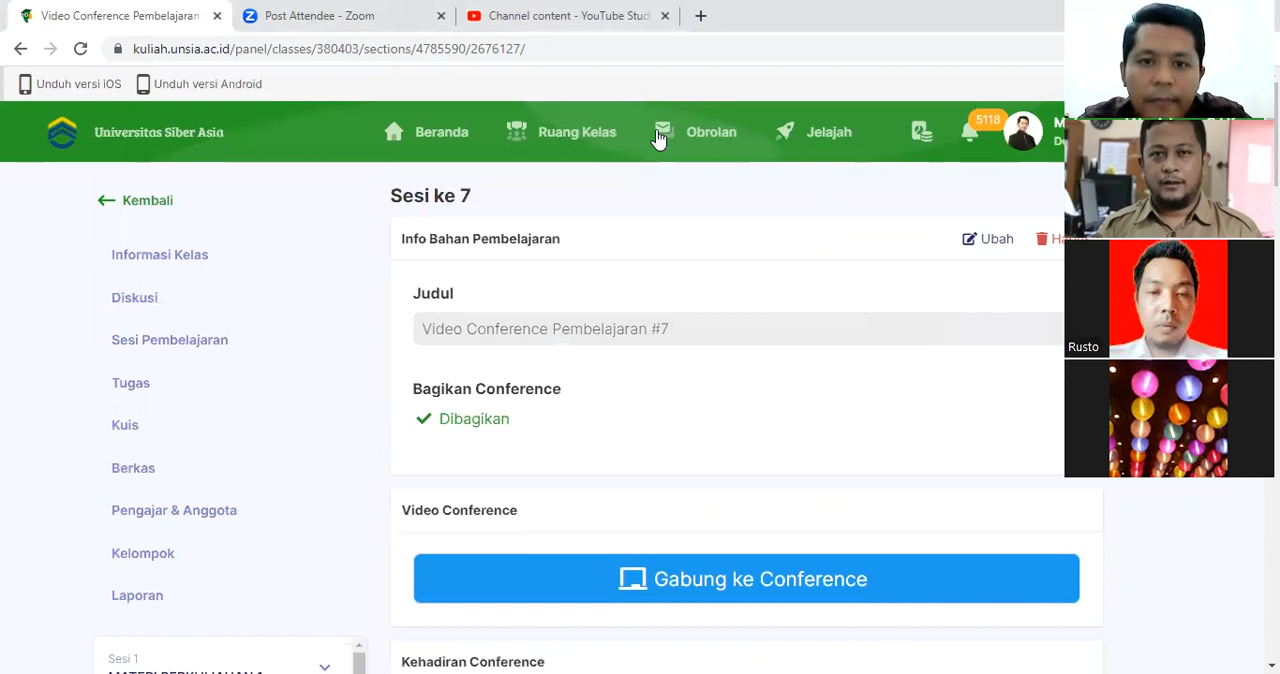 Video Conference Pembelajaran
Post Attendee - Zoom
Channel content - YouTube Stud
kuliah.unsia.ac.id/panel/classes/380403/sections/4785590/2676127/
Unduh versi iOS
Unduh versi Android
Universitas Siber Asia
Beranda
Ruang Kelas
Obrolan
Jelajah
5118
Kembali
Informasi Kelas
Diskusi
Sesi Pembelajaran
Tugas
Kuis
Berkas
Pengajar & Anggota
Kelompok
Laporan
Sesi 1
MATERI PERKULIAHAN 1
Sesi ke 7
Info Bahan Pembelajaran
Ubah
Judul
Video Conference Pembelajaran #7
Bagikan Conference
Dibagikan
Video Conference
Gabung ke Conference
Kehadiran Conference
Rusto